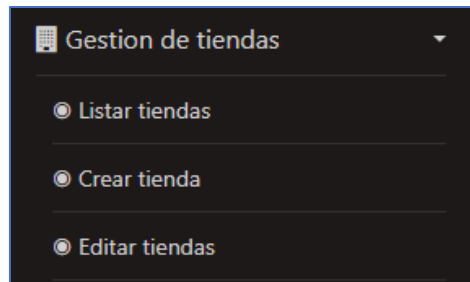 Gestion de tiendas
Listar tiendas
Crear tienda
Editar tiendas